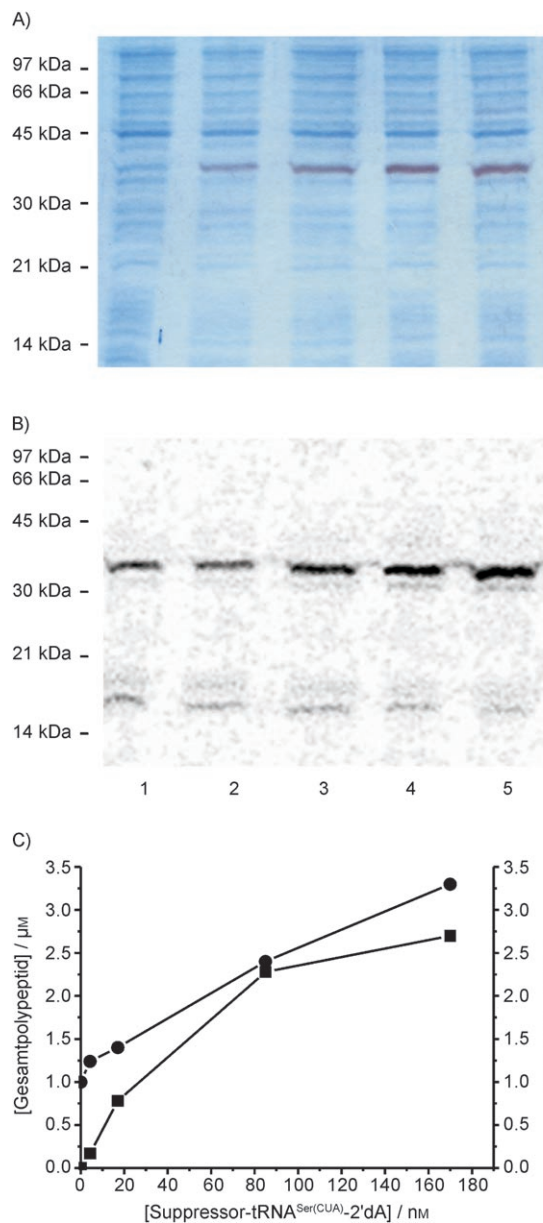 A)
97 kDa –
66 kDa –
45 kDa –
30 kDa –
21 kDa –
14 kDa –
B)
97 kDa –
66 kDa –
45 kDa –
30 kDa –
21 kDa –
14 kDa –
1 2 3 4 5
C)
[Gesamtpolypeptid] / µM
3.5 3.5
3.0 3.0
2.5 2.5
2.0 2.0
1.5 1.5
1.0 1.0
0.5 0.5
0.0 0.0
0 20 40 60 80 100 120 140 160 180
[Suppressor-tRNA^Ser(CUA)-2'dA] / nM